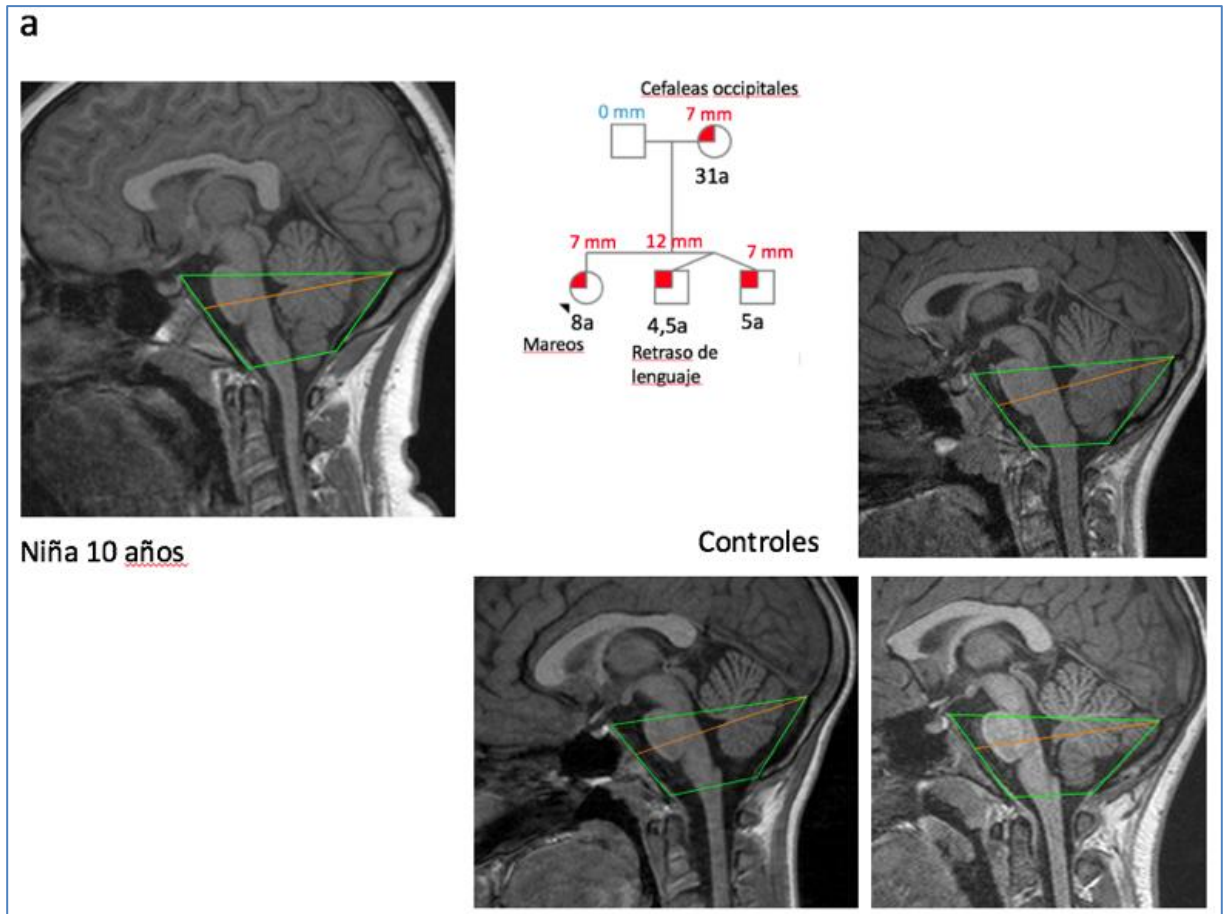 a
Cefaleas occipitales
0 mm 7 mm
31a
7 mm 12 mm 7 mm
8a 4,5a 5a
Mareos Retraso de
lenguaje
Niña 10 años
Controles